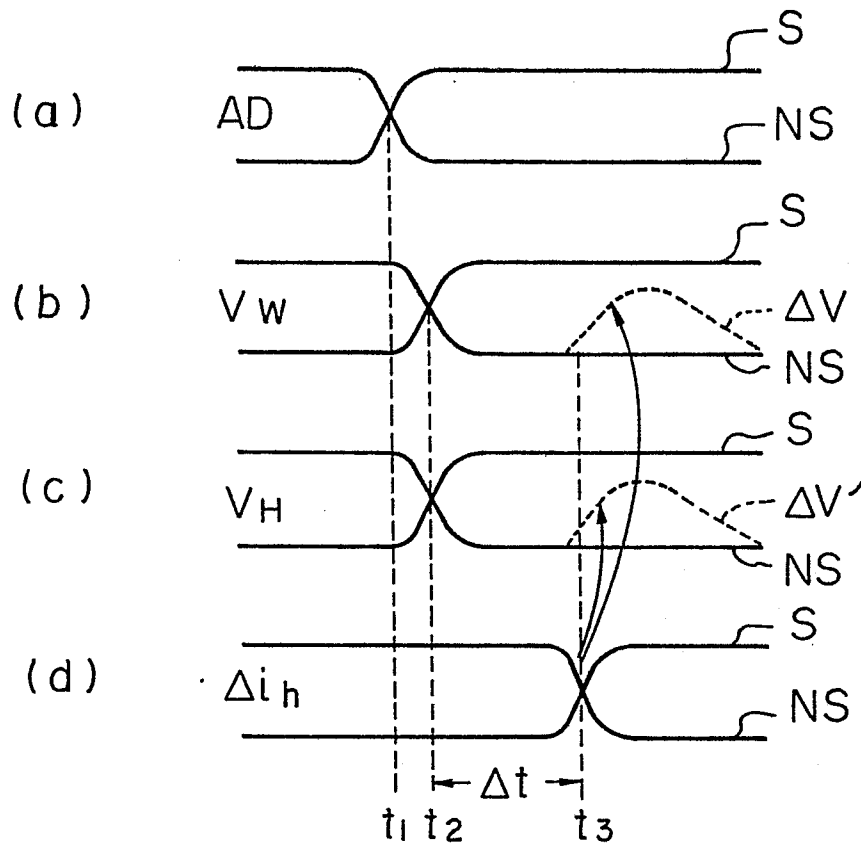 S
(a) AD NS
S
(b) VW ΔV
NS
S
(c) VH ΔV′
NS
S
(d) Δih NS
Δt
t1 t2 t3